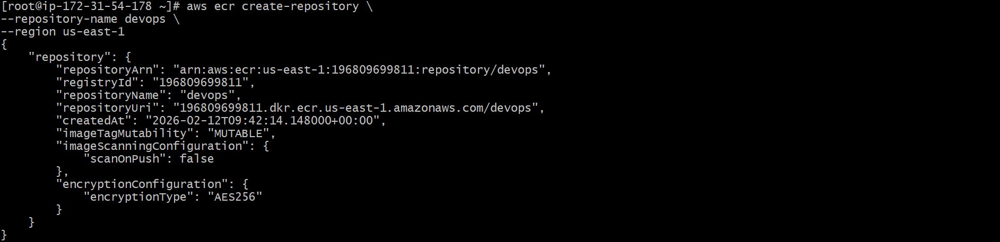 [root@ip-172-31-54-178 ~]# aws ecr create-repository \
--repository-name devops \
--region us-east-1
{
    "repository": {
        "repositoryArn": "arn:aws:ecr:us-east-1:196809699811:repository/devops",
        "registryId": "196809699811",
        "repositoryName": "devops",
        "repositoryUri": "196809699811.dkr.ecr.us-east-1.amazonaws.com/devops",
        "createdAt": "2026-02-12T09:42:14.148000+00:00",
        "imageTagMutability": "MUTABLE",
        "imageScanningConfiguration": {
            "scanOnPush": false
        },
        "encryptionConfiguration": {
            "encryptionType": "AES256"
        }
    }
}